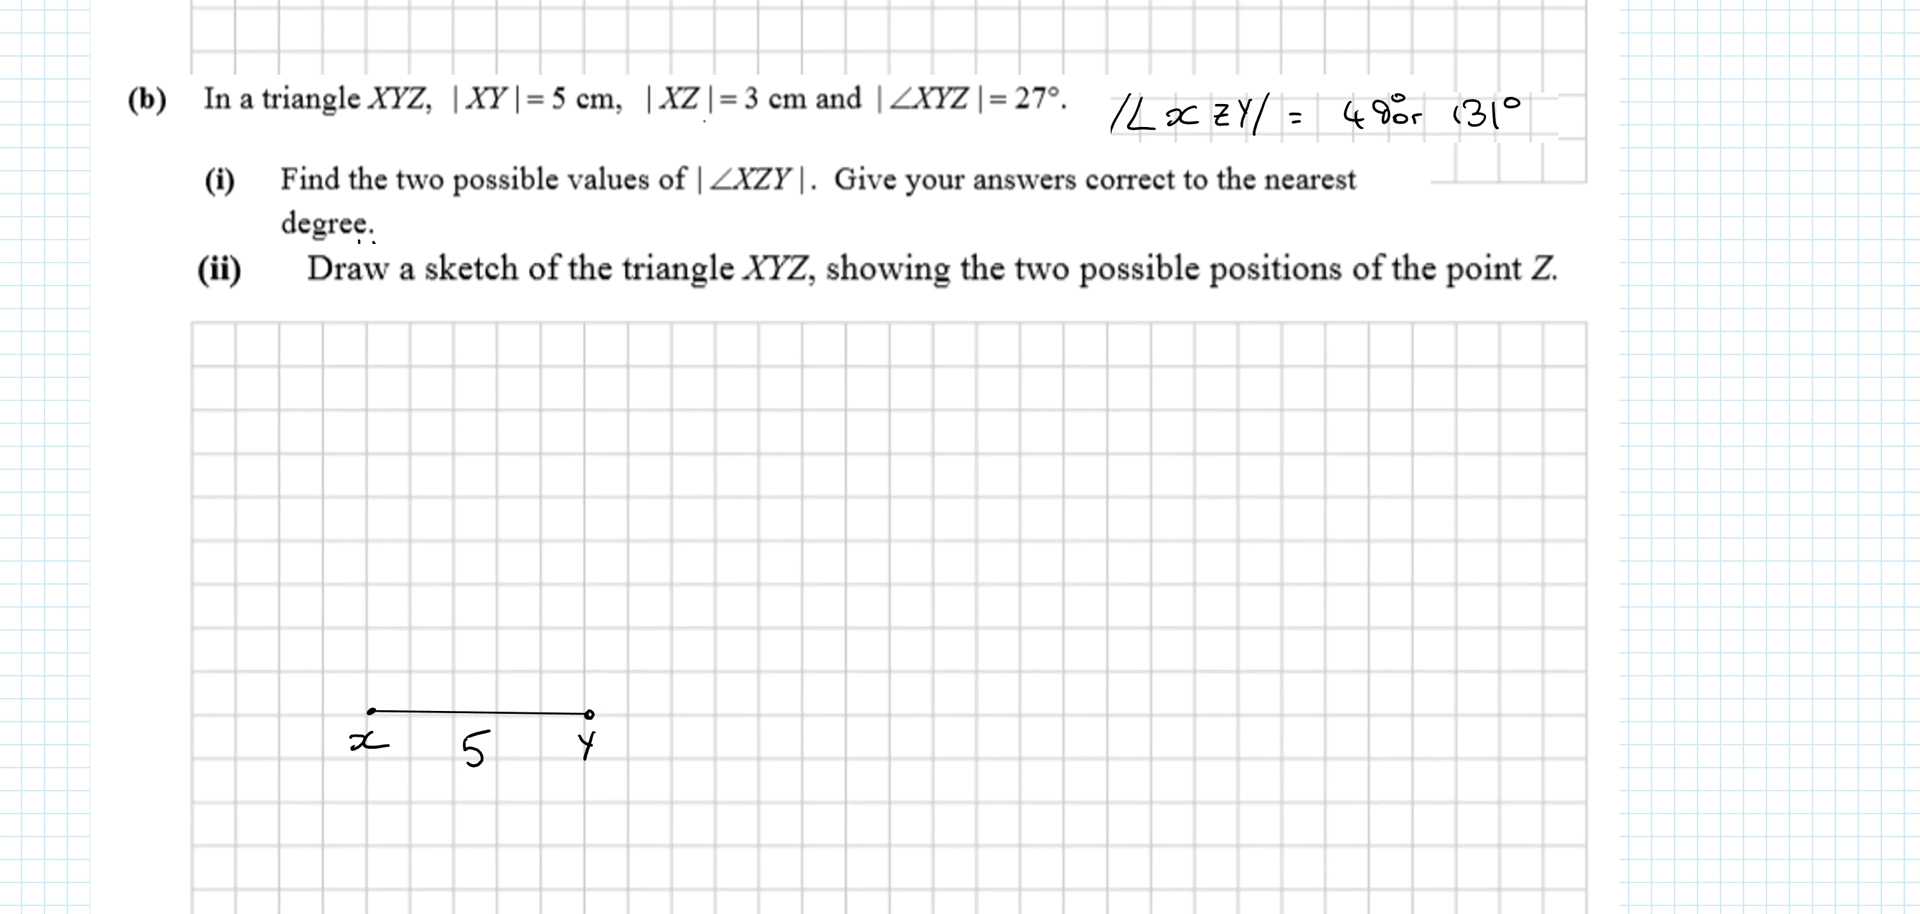 (b) In a triangle XYZ, |XY| = 5 cm, |XZ| = 3 cm and |∠XYZ| = 27°. |∠XZY| = 49° or 131°
(i) Find the two possible values of |∠XZY|. Give your answers correct to the nearest
degree.
(ii) Draw a sketch of the triangle XYZ, showing the two possible positions of the point Z.
x 5 Y